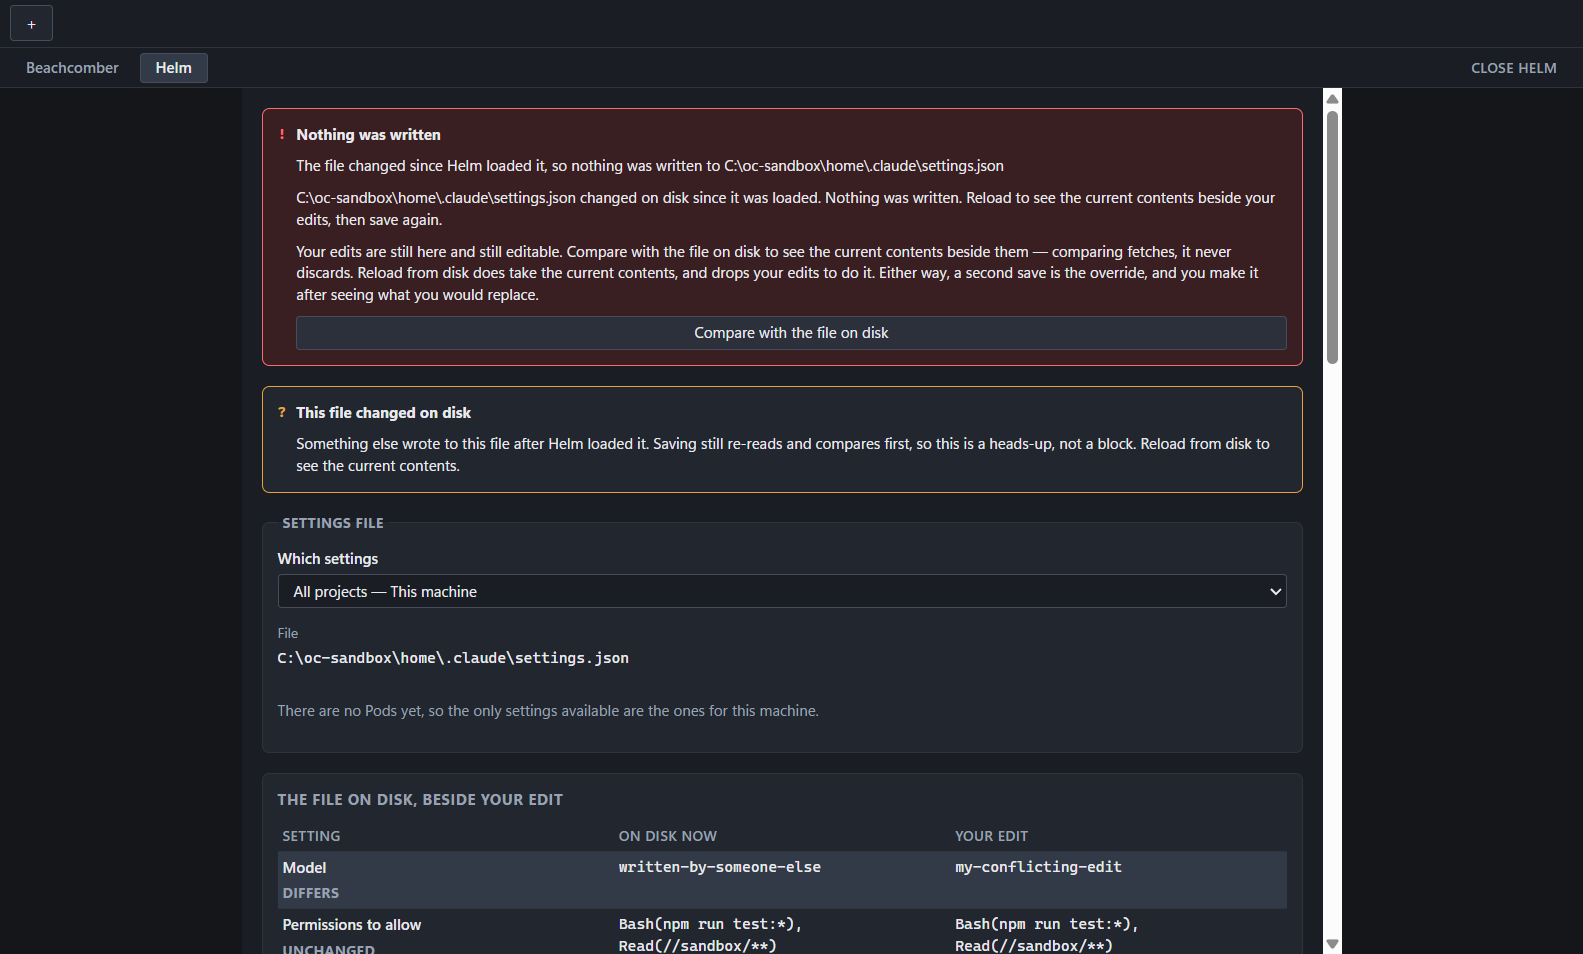 +
Beachcomber
Helm
CLOSE HELM
! Nothing was written
The file changed since Helm loaded it, so nothing was written to C:\oc-sandbox\home\.claude\settings.json
C:\oc-sandbox\home\.claude\settings.json changed on disk since it was loaded. Nothing was written. Reload to see the current contents beside your
edits, then save again.
Your edits are still here and still editable. Compare with the file on disk to see the current contents beside them — comparing fetches, it never
discards. Reload from disk does take the current contents, and drops your edits to do it. Either way, a second save is the override, and you make it
after seeing what you would replace.
Compare with the file on disk
? This file changed on disk
Something else wrote to this file after Helm loaded it. Saving still re-reads and compares first, so this is a heads-up, not a block. Reload from disk to
see the current contents.
SETTINGS FILE
Which settings
All projects — This machine
File
C:\oc-sandbox\home\.claude\settings.json
There are no Pods yet, so the only settings available are the ones for this machine.
THE FILE ON DISK, BESIDE YOUR EDIT
SETTING ON DISK NOW YOUR EDIT
Model written-by-someone-else my-conflicting-edit
DIFFERS
Permissions to allow Bash(npm run test:*), Bash(npm run test:*),
UNCHANGED Read(//sandbox/**) Read(//sandbox/**)